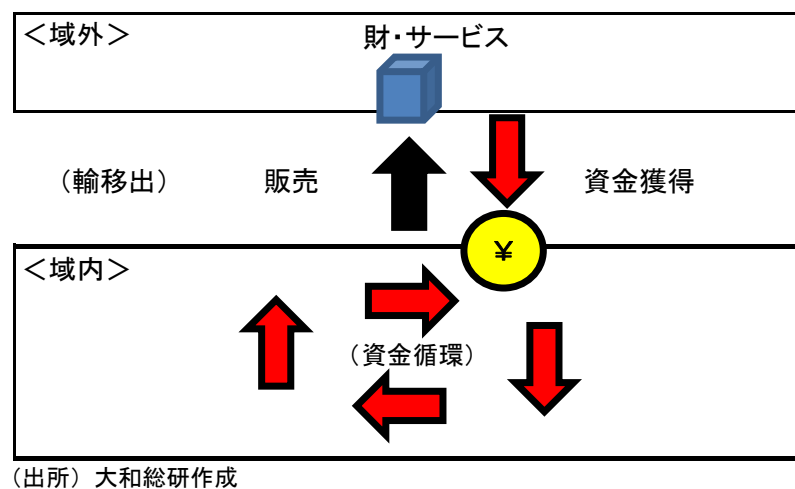 ＜域外＞
財・サービス
（輸移出）
販売
資金獲得
¥
＜域内＞
（資金循環）
（出所）大和総研作成